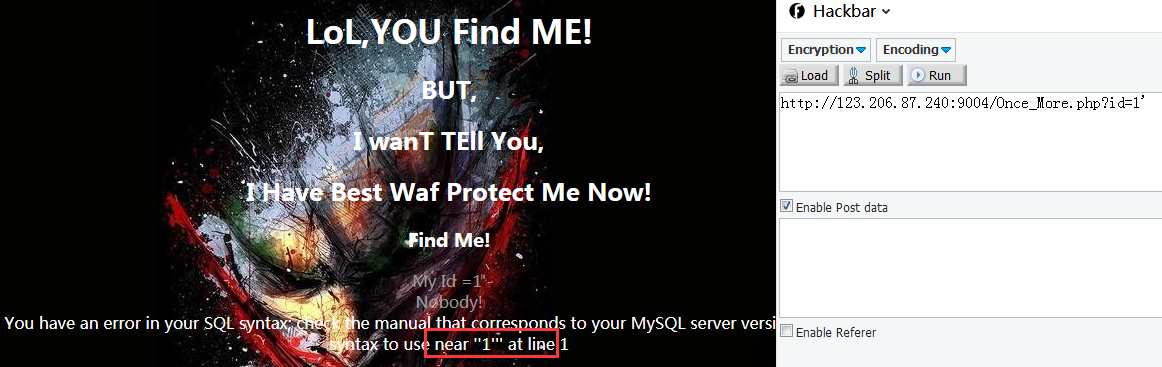 LoL,YOU Find ME!
BUT,
I wanT TEll You,
I Have Best Waf Protect Me Now!
Find Me!
My Id =1'-
Nobody!
You have an error in your SQL syntax; check the manual that corresponds to your MySQL server versi
syntax to use near ''1''' at line 1
Hackbar
Encryption Encoding
Load Split Run
http://123.206.87.240:9004/Once_More.php?id=1'
Enable Post data
Enable Referer